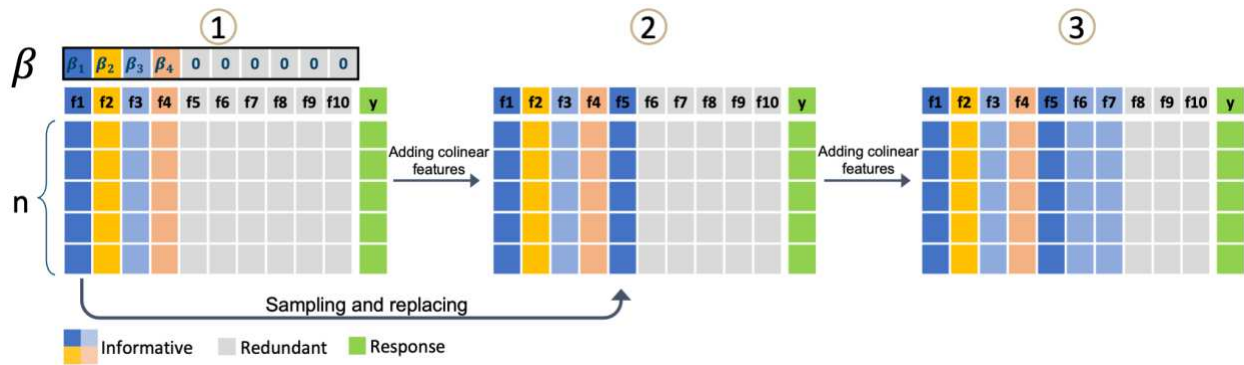 ① ② ③
β β₁ β₂ β₃ β₄ 0 0 0 0 0 0
f1 f2 f3 f4 f5 f6 f7 f8 f9 f10 y f1 f2 f3 f4 f5 f6 f7 f8 f9 f10 y f1 f2 f3 f4 f5 f6 f7 f8 f9 f10 y
n
Adding colinear
features
Adding colinear
features
Sampling and replacing
Informative Redundant Response